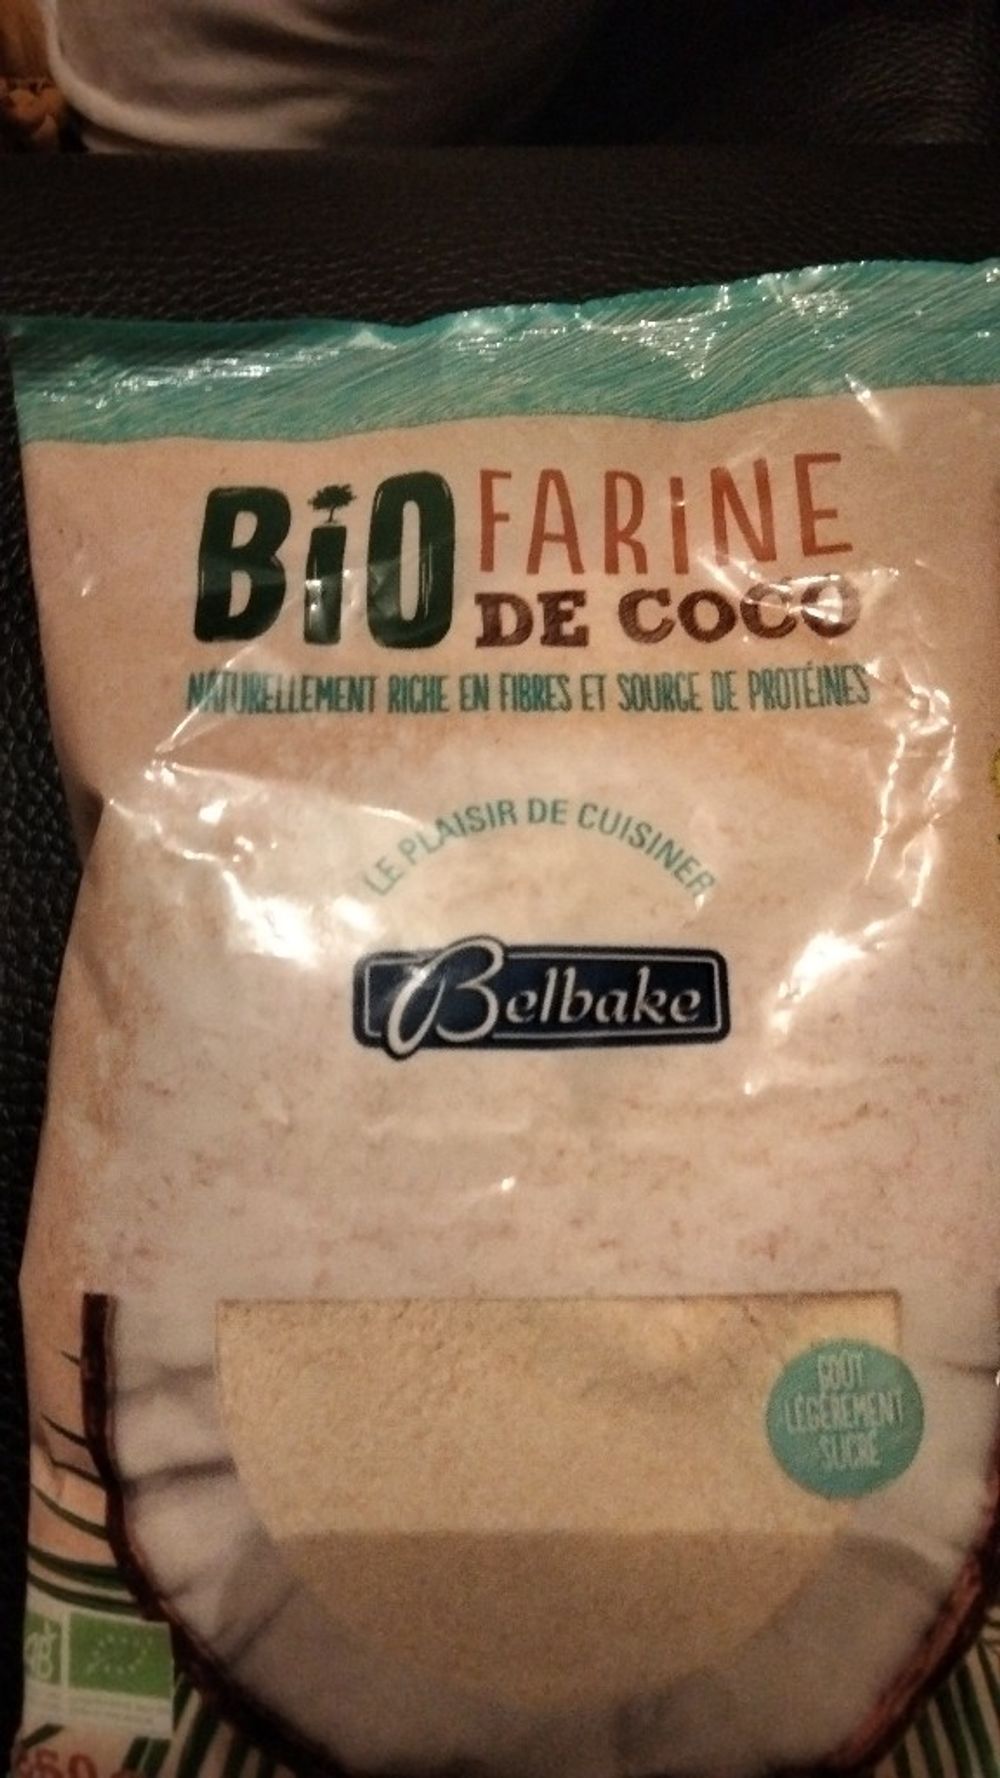 BiO FARiNE
DE COCO
NATURELLEMENT RICHE EN FIBRES ET SOURCE DE PROTÉINES
LE PLAISIR DE CUISINER
Belbake
GOÛT
LÉGÈREMENT
SUCRÉ